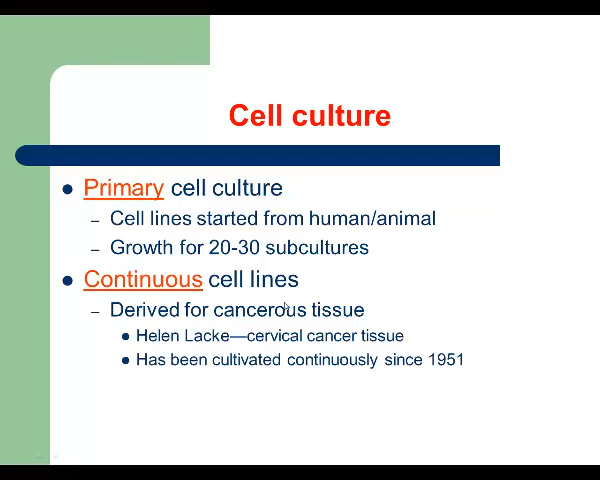 Cell culture
Primary cell culture
– Cell lines started from human/animal
– Growth for 20-30 subcultures
Continuous cell lines
– Derived for cancerous tissue
Helen Lacke—cervical cancer tissue
Has been cultivated continuously since 1951